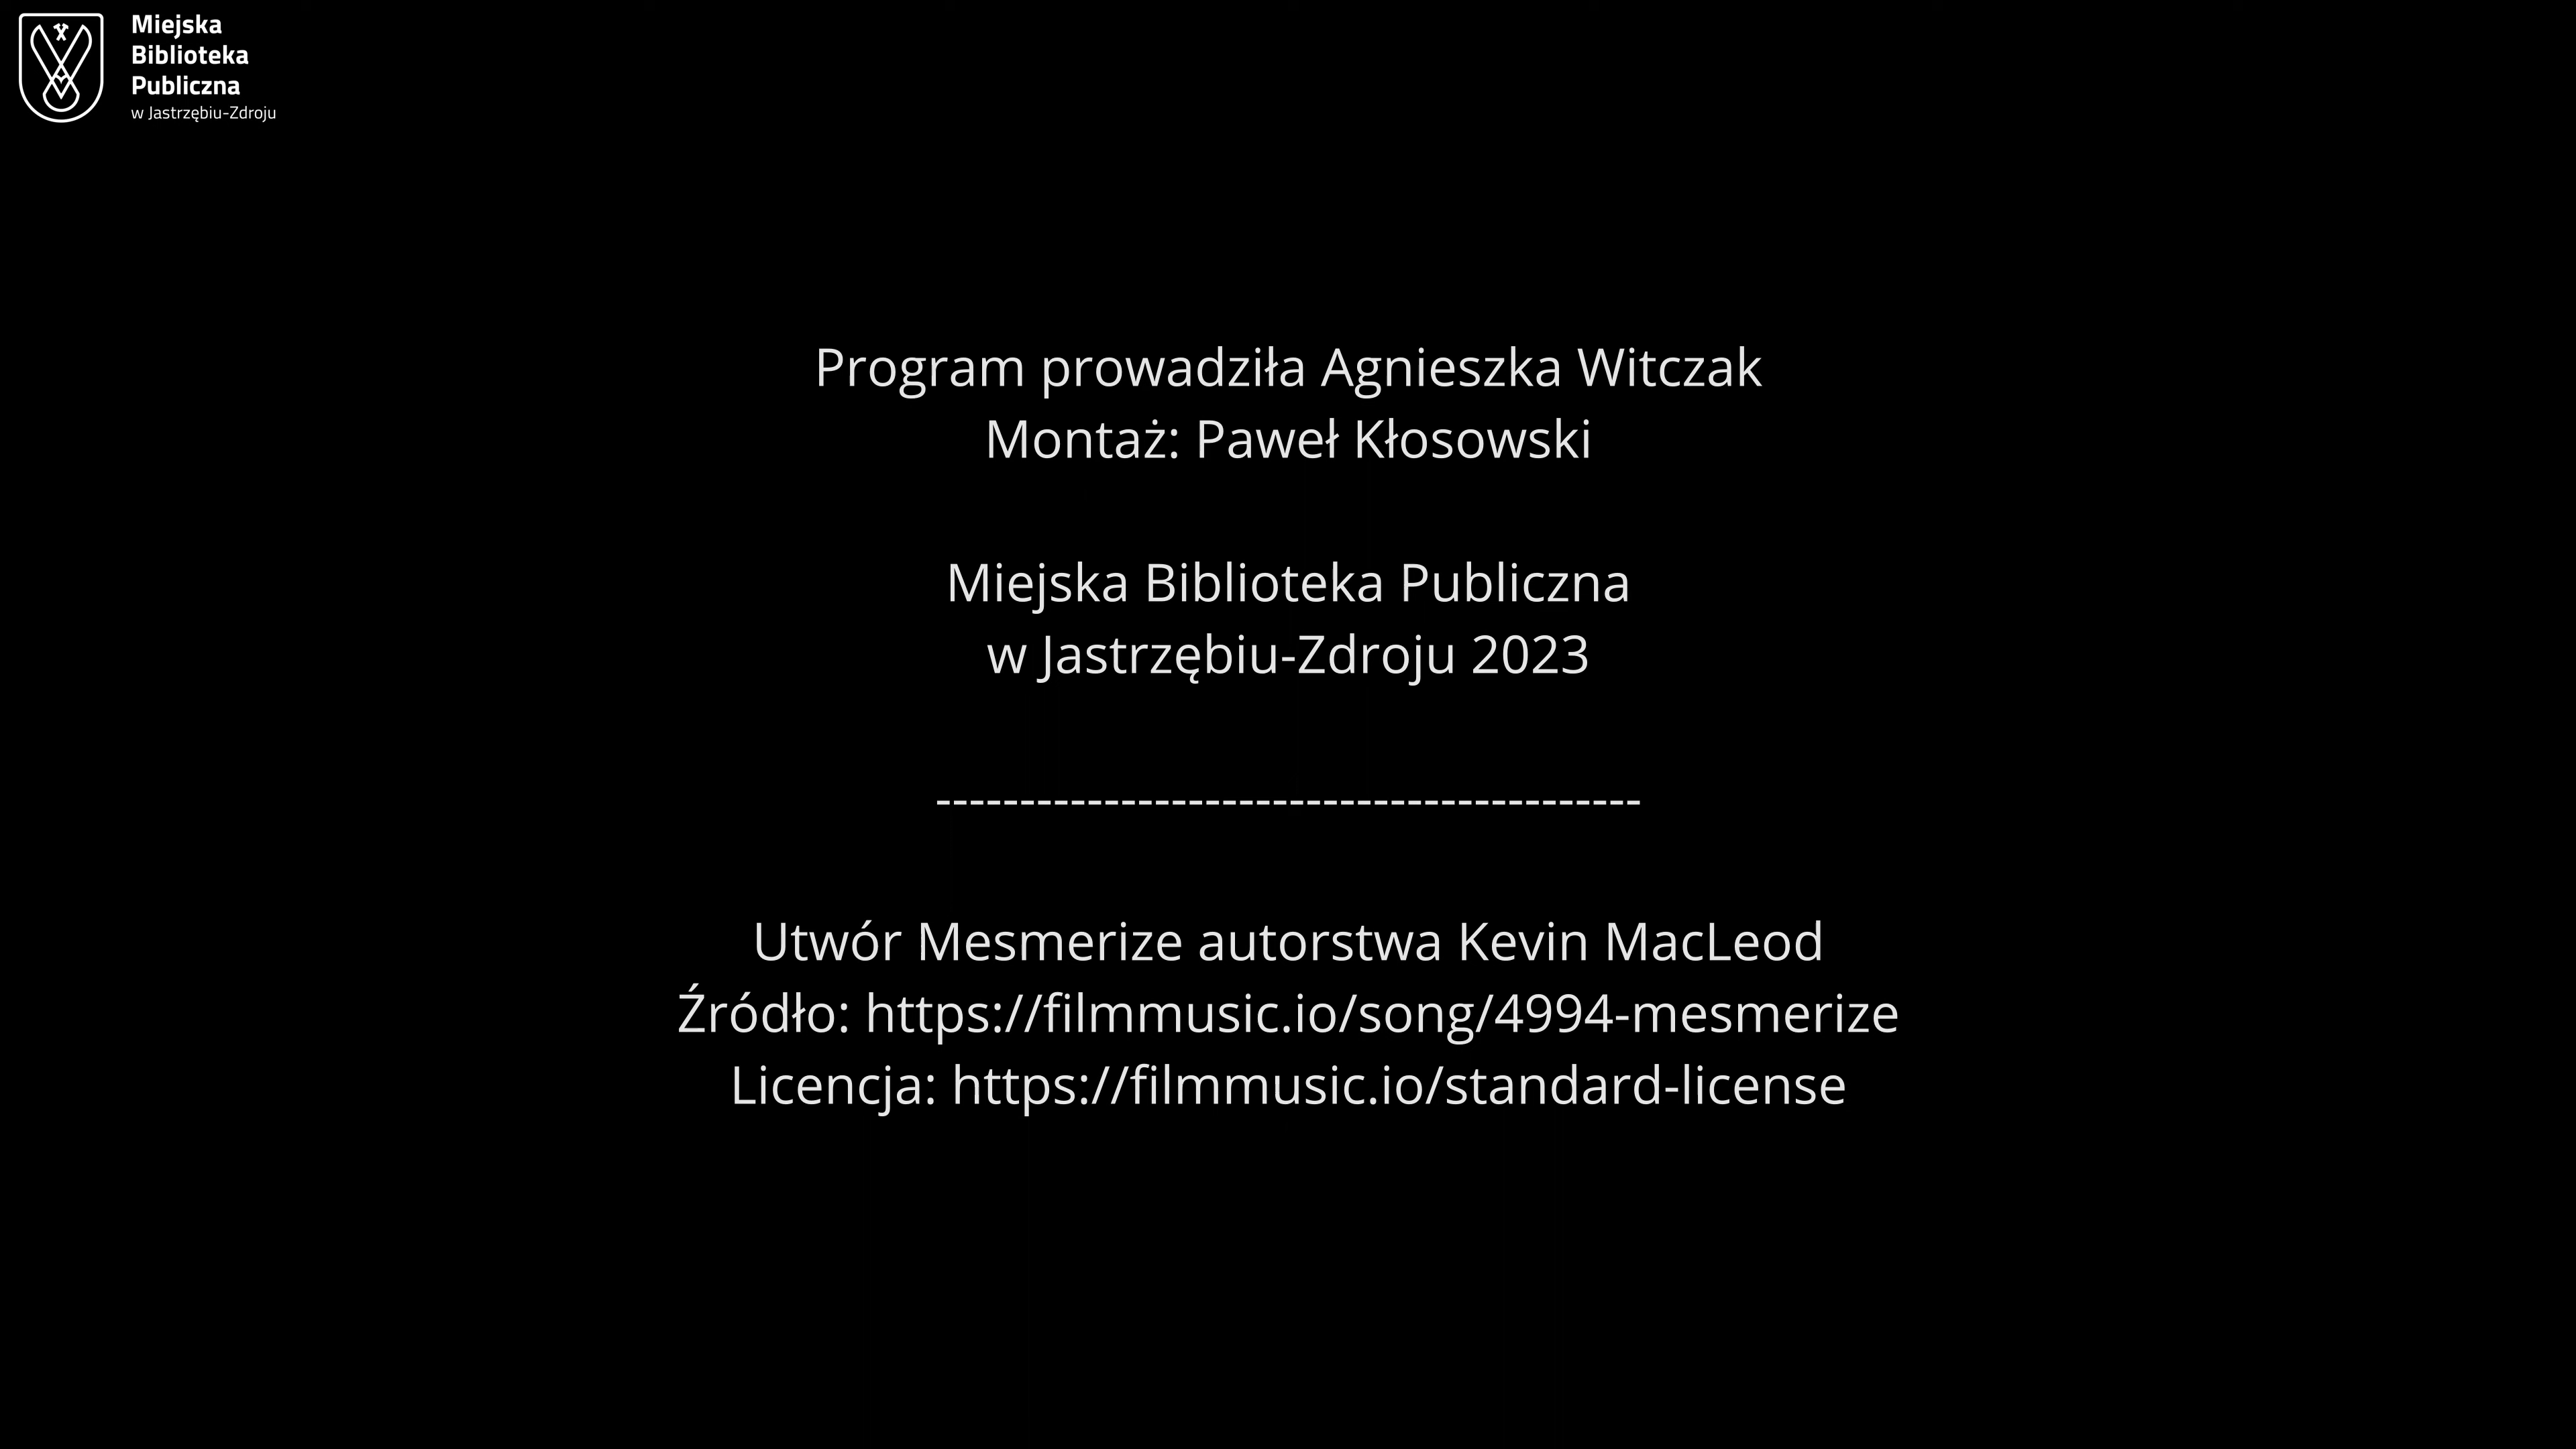 Miejska
Biblioteka
Publiczna
w Jastrzębiu-Zdroju
Program prowadziła Agnieszka Witczak
Montaż: Paweł Kłosowski
Miejska Biblioteka Publiczna
w Jastrzębiu-Zdroju 2023
-------------------------------------------
Utwór Mesmerize autorstwa Kevin MacLeod
Źródło: https://filmmusic.io/song/4994-mesmerize
Licencja: https://filmmusic.io/standard-license